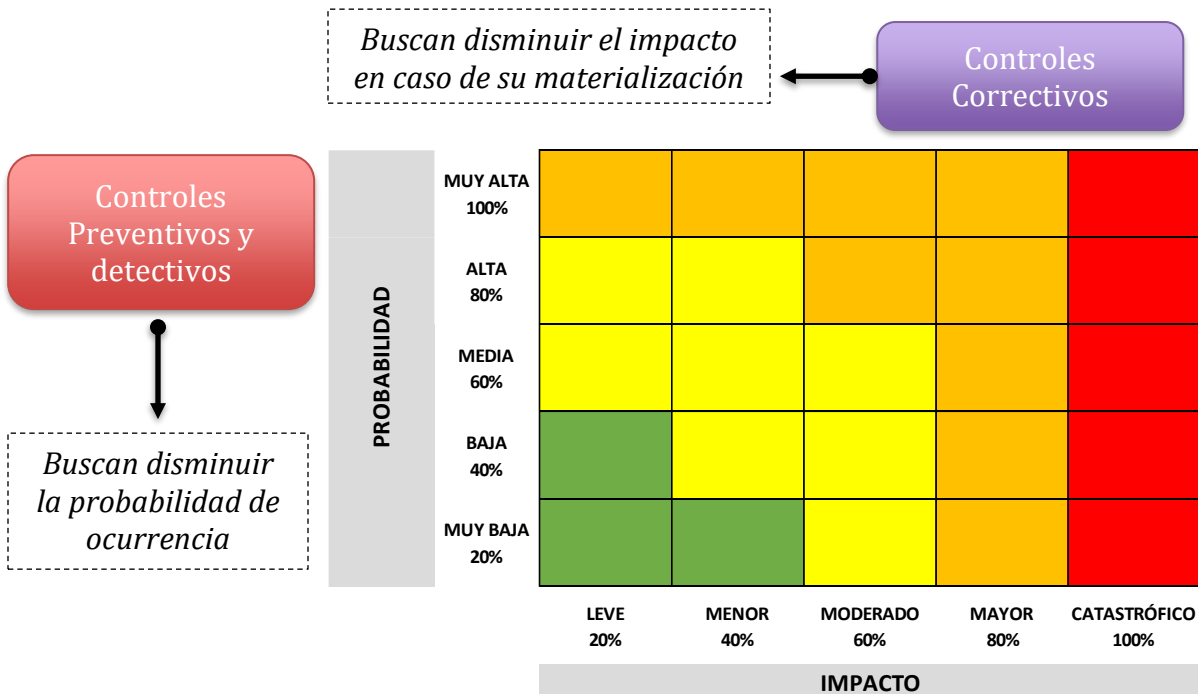 Buscan disminuir el impacto
en caso de su materialización
Controles
Correctivos
Controles
Preventivos y
detectivos
Buscan disminuir
la probabilidad de
ocurrencia
PROBABILIDAD
MUY ALTA
100%
ALTA
80%
MEDIA
60%
BAJA
40%
MUY BAJA
20%
LEVE
20%
MENOR
40%
MODERADO
60%
MAYOR
80%
CATASTRÓFICO
100%
IMPACTO